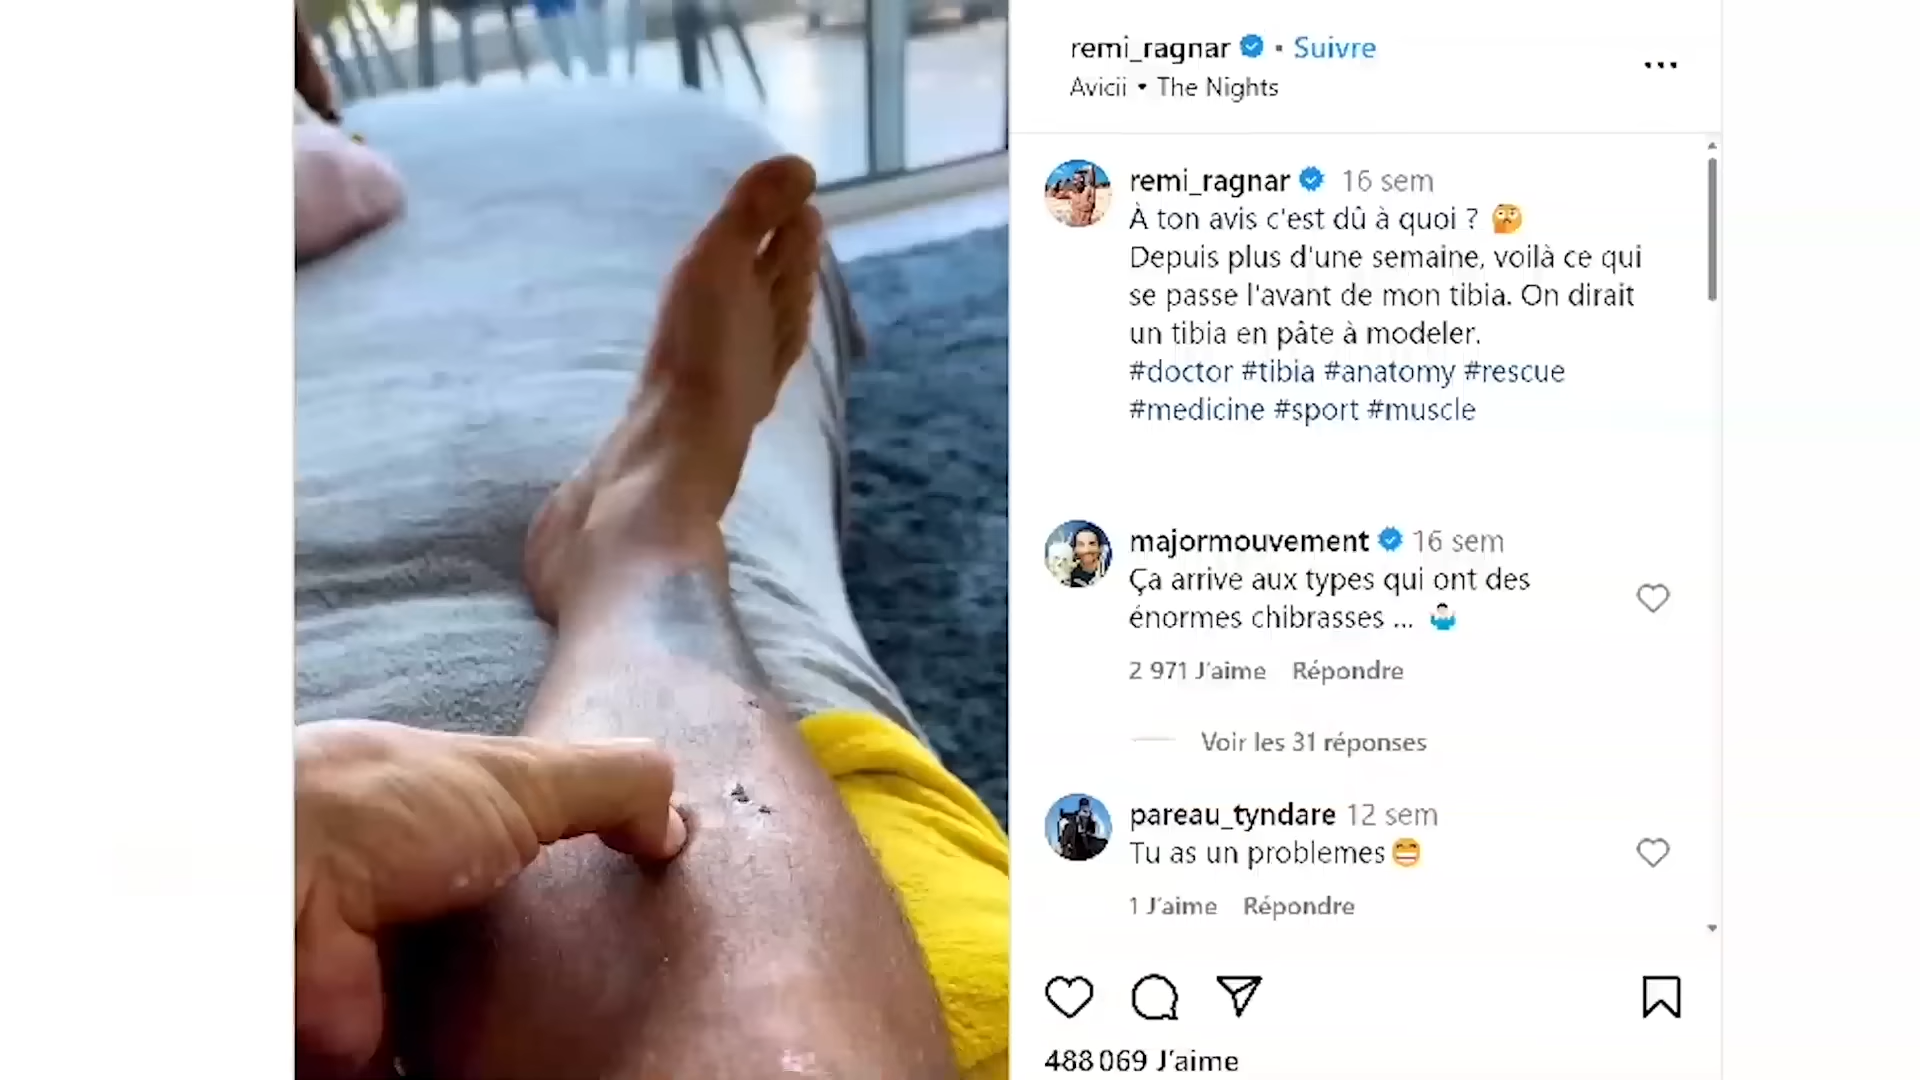 remi_ragnar • Suivre
Avicii • The Nights
remi_ragnar 16 sem
À ton avis c'est dû à quoi ? 🤔
Depuis plus d'une semaine, voilà ce qui
se passe l'avant de mon tibia. On dirait
un tibia en pâte à modeler.
#doctor #tibia #anatomy #rescue
#medicine #sport #muscle
majormouvement 16 sem
Ça arrive aux types qui ont des
énormes chibrasses ... 🤷🏻‍♂️
2 971 J'aime Répondre
Voir les 31 réponses
pareau_tyndare 12 sem
Tu as un problemes😁
1 J'aime Répondre
488 069 J'aime